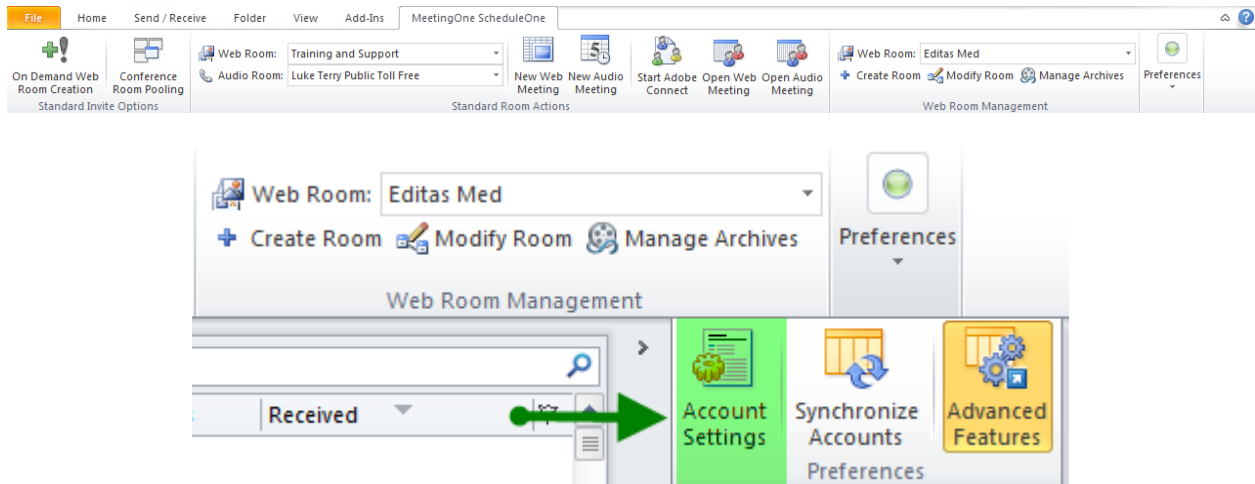 File Home Send / Receive Folder View Add-Ins MeetingOne ScheduleOne
On Demand Web
Room Creation
Conference
Room Pooling
Standard Invite Options
Web Room: Training and Support
Audio Room: Luke Terry Public Toll Free
New Web
Meeting
New Audio
Meeting
Start Adobe
Connect
Open Web
Meeting
Open Audio
Meeting
Standard Room Actions
Web Room: Editas Med
Create Room Modify Room Manage Archives
Web Room Management
Preferences
Web Room: Editas Med
Create Room Modify Room Manage Archives
Web Room Management
Preferences
Received
Account
Settings
Synchronize
Accounts
Advanced
Features
Preferences